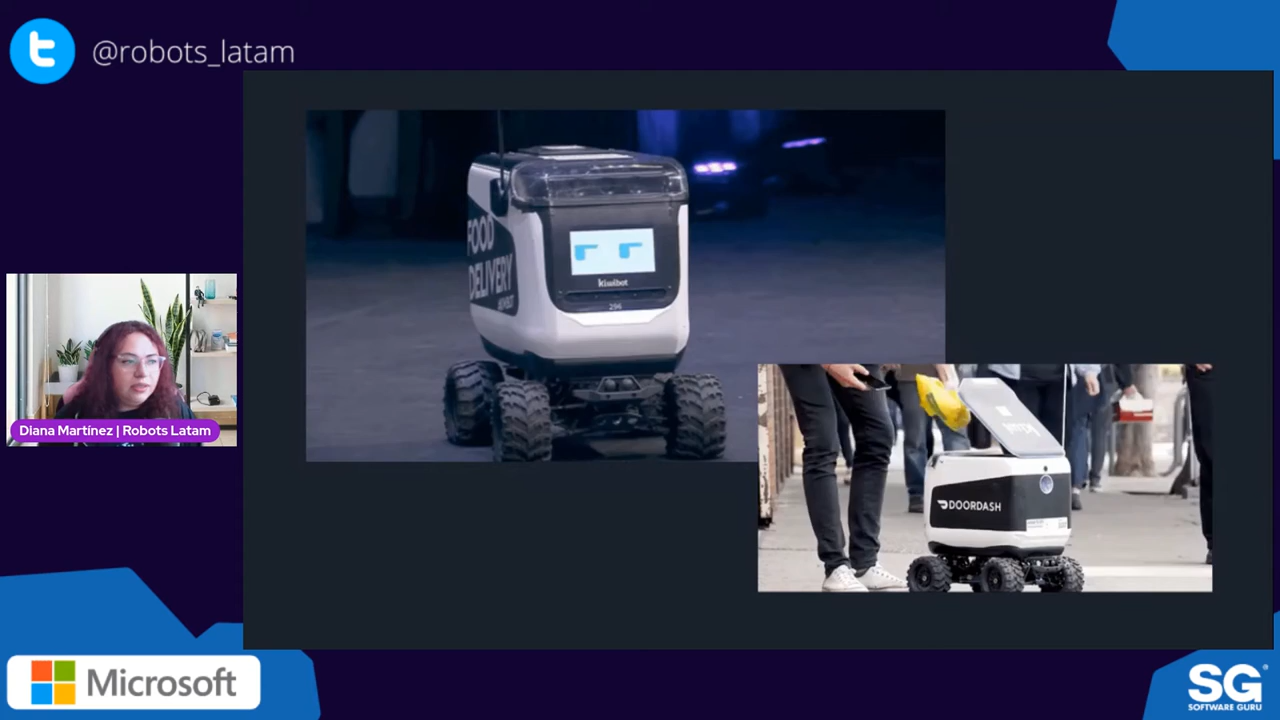 @robots_latam
FOOD
DELIVERY
kiwibot
296
DOORDASH
Diana Martínez | Robots Latam
Microsoft
SG
SOFTWARE GURU